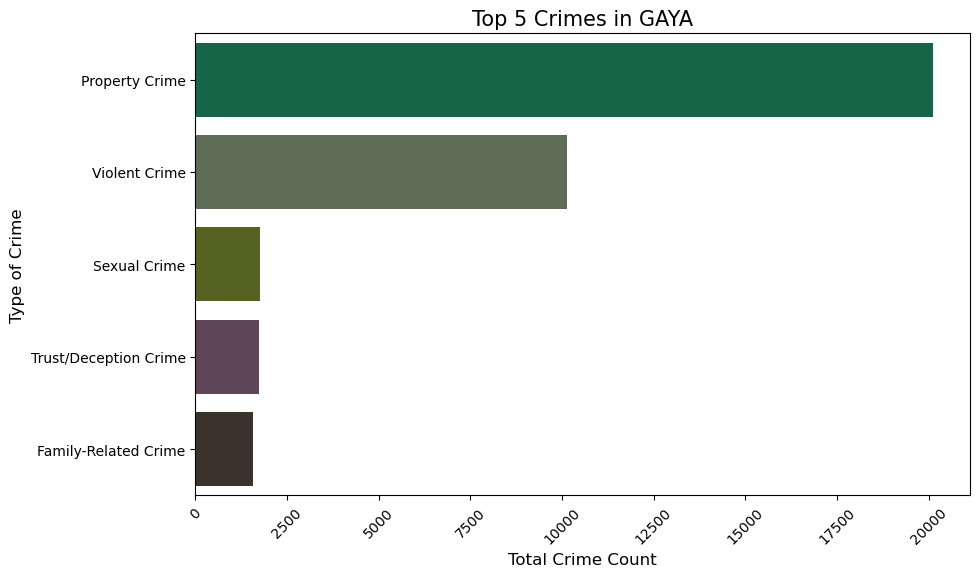 Top 5 Crimes in GAYA
Type of Crime
Property Crime
Violent Crime
Sexual Crime
Trust/Deception Crime
Family-Related Crime
0 2500 5000 7500 10000 12500 15000 17500 20000
Total Crime Count